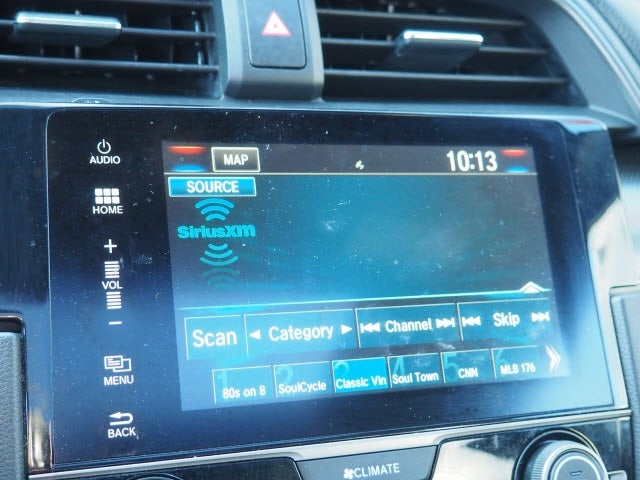 AUDIO
MAP
10:13
SOURCE
HOME
SiriusXM
+
VOL
−
Scan
Category
Channel
Skip
MENU
1 80s on 8
2 SoulCycle
3 Classic Vin
4 Soul Town
5 CNN
6 MLB 176
BACK
CLIMATE